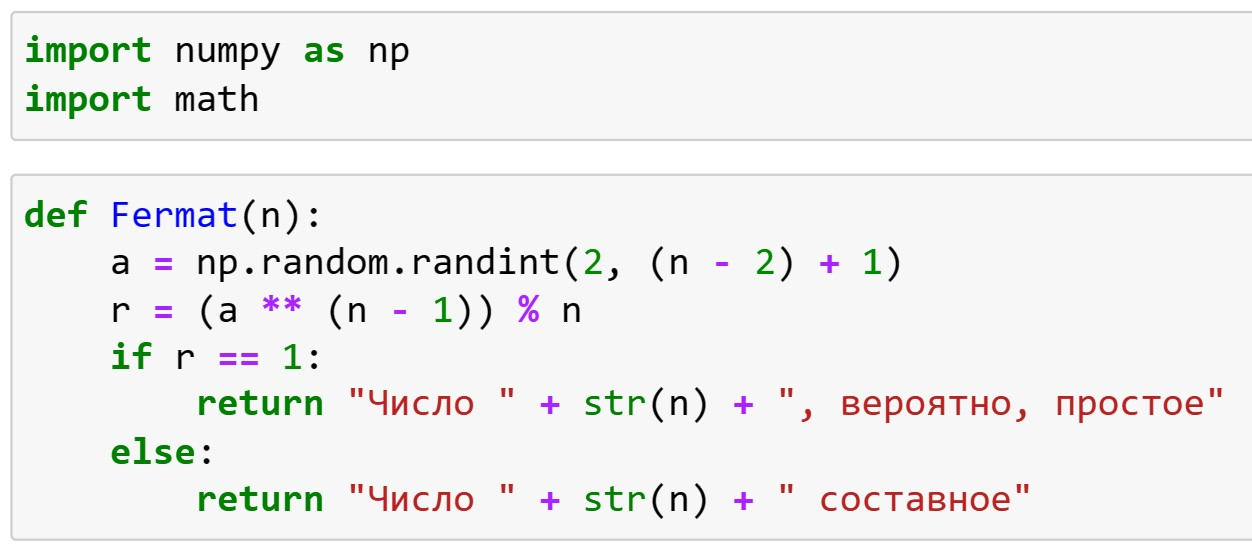 import numpy as np
import math
def Fermat(n):
    a = np.random.randint(2, (n - 2) + 1)
    r = (a ** (n - 1)) % n
    if r == 1:
        return "Число " + str(n) + ", вероятно, простое"
    else:
        return "Число " + str(n) + " составное"